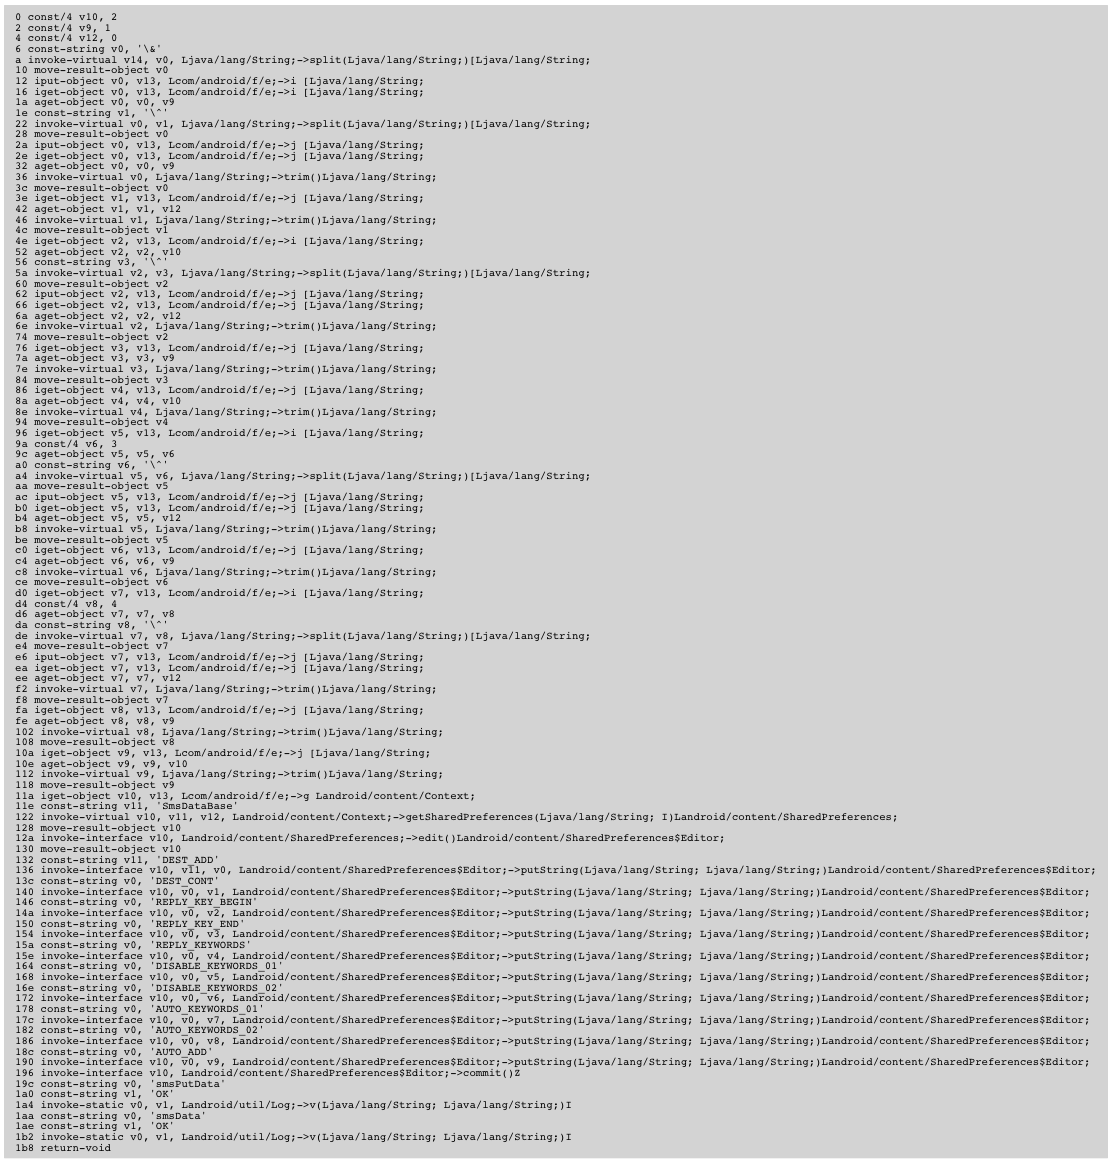 0 const/4 v10, 2
2 const/4 v9, 1
4 const/4 v12, 0
6 const-string v0, '\&'
a invoke-virtual v14, v0, Ljava/lang/String;->split(Ljava/lang/String;)[Ljava/lang/String;
10 move-result-object v0
12 iput-object v0, v13, Lcom/android/f/e;->i [Ljava/lang/String;
16 iget-object v0, v13, Lcom/android/f/e;->i [Ljava/lang/String;
1a aget-object v0, v0, v9
1e const-string v1, '\^'
22 invoke-virtual v0, v1, Ljava/lang/String;->split(Ljava/lang/String;)[Ljava/lang/String;
28 move-result-object v0
2a iput-object v0, v13, Lcom/android/f/e;->j [Ljava/lang/String;
2e iget-object v0, v13, Lcom/android/f/e;->j [Ljava/lang/String;
32 aget-object v0, v0, v9
36 invoke-virtual v0, Ljava/lang/String;->trim()Ljava/lang/String;
3c move-result-object v0
3e iget-object v1, v13, Lcom/android/f/e;->j [Ljava/lang/String;
42 aget-object v1, v1, v12
46 invoke-virtual v1, Ljava/lang/String;->trim()Ljava/lang/String;
4c move-result-object v1
4e iget-object v2, v13, Lcom/android/f/e;->i [Ljava/lang/String;
52 aget-object v2, v2, v10
56 const-string v3, '\^'
5a invoke-virtual v2, v3, Ljava/lang/String;->split(Ljava/lang/String;)[Ljava/lang/String;
60 move-result-object v2
62 iput-object v2, v13, Lcom/android/f/e;->j [Ljava/lang/String;
66 iget-object v2, v13, Lcom/android/f/e;->j [Ljava/lang/String;
6a aget-object v2, v2, v12
6e invoke-virtual v2, Ljava/lang/String;->trim()Ljava/lang/String;
74 move-result-object v2
76 iget-object v3, v13, Lcom/android/f/e;->j [Ljava/lang/String;
7a aget-object v3, v3, v9
7e invoke-virtual v3, Ljava/lang/String;->trim()Ljava/lang/String;
84 move-result-object v3
86 iget-object v4, v13, Lcom/android/f/e;->j [Ljava/lang/String;
8a aget-object v4, v4, v10
8e invoke-virtual v4, Ljava/lang/String;->trim()Ljava/lang/String;
94 move-result-object v4
96 iget-object v5, v13, Lcom/android/f/e;->i [Ljava/lang/String;
9a const/4 v6, 3
9c aget-object v5, v5, v6
a0 const-string v6, '\^'
a4 invoke-virtual v5, v6, Ljava/lang/String;->split(Ljava/lang/String;)[Ljava/lang/String;
aa move-result-object v5
ac iput-object v5, v13, Lcom/android/f/e;->j [Ljava/lang/String;
b0 iget-object v5, v13, Lcom/android/f/e;->j [Ljava/lang/String;
b4 aget-object v5, v5, v12
b8 invoke-virtual v5, Ljava/lang/String;->trim()Ljava/lang/String;
be move-result-object v5
c0 iget-object v6, v13, Lcom/android/f/e;->j [Ljava/lang/String;
c4 aget-object v6, v6, v9
c8 invoke-virtual v6, Ljava/lang/String;->trim()Ljava/lang/String;
ce move-result-object v6
d0 iget-object v7, v13, Lcom/android/f/e;->i [Ljava/lang/String;
d4 const/4 v8, 4
d6 aget-object v7, v7, v8
da const-string v8, '\^'
de invoke-virtual v7, v8, Ljava/lang/String;->split(Ljava/lang/String;)[Ljava/lang/String;
e4 move-result-object v7
e6 iput-object v7, v13, Lcom/android/f/e;->j [Ljava/lang/String;
ea iget-object v7, v13, Lcom/android/f/e;->j [Ljava/lang/String;
ee aget-object v7, v7, v12
f2 invoke-virtual v7, Ljava/lang/String;->trim()Ljava/lang/String;
f8 move-result-object v7
fa iget-object v8, v13, Lcom/android/f/e;->j [Ljava/lang/String;
fe aget-object v8, v8, v9
102 invoke-virtual v8, Ljava/lang/String;->trim()Ljava/lang/String;
108 move-result-object v8
10a iget-object v9, v13, Lcom/android/f/e;->j [Ljava/lang/String;
10e aget-object v9, v9, v10
112 invoke-virtual v9, Ljava/lang/String;->trim()Ljava/lang/String;
118 move-result-object v9
11a iget-object v10, v13, Lcom/android/f/e;->g Landroid/content/Context;
11e const-string v11, 'SmsDataBase'
122 invoke-virtual v10, v11, v12, Landroid/content/Context;->getSharedPreferences(Ljava/lang/String; I)Landroid/content/SharedPreferences;
128 move-result-object v10
12a invoke-interface v10, Landroid/content/SharedPreferences;->edit()Landroid/content/SharedPreferences$Editor;
130 move-result-object v10
132 const-string v11, 'DEST_ADD'
136 invoke-interface v10, v11, v0, Landroid/content/SharedPreferences$Editor;->putString(Ljava/lang/String; Ljava/lang/String;)Landroid/content/SharedPreferences$Editor;
13c const-string v0, 'DEST_CONT'
140 invoke-interface v10, v0, v1, Landroid/content/SharedPreferences$Editor;->putString(Ljava/lang/String; Ljava/lang/String;)Landroid/content/SharedPreferences$Editor;
146 const-string v0, 'REPLY_KEY_BEGIN'
14a invoke-interface v10, v0, v2, Landroid/content/SharedPreferences$Editor;->putString(Ljava/lang/String; Ljava/lang/String;)Landroid/content/SharedPreferences$Editor;
150 const-string v0, 'REPLY_KEY_END'
154 invoke-interface v10, v0, v3, Landroid/content/SharedPreferences$Editor;->putString(Ljava/lang/String; Ljava/lang/String;)Landroid/content/SharedPreferences$Editor;
15a const-string v0, 'REPLY_KEYWORDS'
15e invoke-interface v10, v0, v4, Landroid/content/SharedPreferences$Editor;->putString(Ljava/lang/String; Ljava/lang/String;)Landroid/content/SharedPreferences$Editor;
164 const-string v0, 'DISABLE_KEYWORDS_01'
168 invoke-interface v10, v0, v5, Landroid/content/SharedPreferences$Editor;->putString(Ljava/lang/String; Ljava/lang/String;)Landroid/content/SharedPreferences$Editor;
16e const-string v0, 'DISABLE_KEYWORDS_02'
172 invoke-interface v10, v0, v6, Landroid/content/SharedPreferences$Editor;->putString(Ljava/lang/String; Ljava/lang/String;)Landroid/content/SharedPreferences$Editor;
178 const-string v0, 'AUTO_KEYWORDS_01'
17c invoke-interface v10, v0, v7, Landroid/content/SharedPreferences$Editor;->putString(Ljava/lang/String; Ljava/lang/String;)Landroid/content/SharedPreferences$Editor;
182 const-string v0, 'AUTO_KEYWORDS_02'
186 invoke-interface v10, v0, v8, Landroid/content/SharedPreferences$Editor;->putString(Ljava/lang/String; Ljava/lang/String;)Landroid/content/SharedPreferences$Editor;
18c const-string v0, 'AUTO_ADD'
190 invoke-interface v10, v0, v9, Landroid/content/SharedPreferences$Editor;->putString(Ljava/lang/String; Ljava/lang/String;)Landroid/content/SharedPreferences$Editor;
196 invoke-interface v10, Landroid/content/SharedPreferences$Editor;->commit()Z
19c const-string v0, 'smsPutData'
1a0 const-string v1, 'OK'
1a4 invoke-static v0, v1, Landroid/util/Log;->v(Ljava/lang/String; Ljava/lang/String;)I
1aa const-string v0, 'smsData'
1ae const-string v1, 'OK'
1b2 invoke-static v0, v1, Landroid/util/Log;->v(Ljava/lang/String; Ljava/lang/String;)I
1b8 return-void